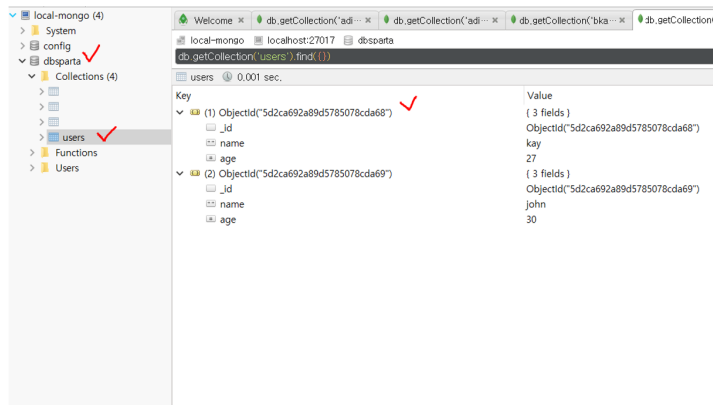 local-mongo (4)
System
config
dbsparta
Collections (4)
users
Functions
Users
Welcome × db.getCollection('adi··· × db.getCollection('adi··· × db.getCollection('bka··· × db.getCollection(
local-mongo localhost:27017 dbsparta
db.getCollection('users').find({})
users 0.001 sec.
Key Value
(1) ObjectId("5d2ca692a89d5785078cda68") { 3 fields }
_id ObjectId("5d2ca692a89d5785078cda68")
name kay
age 27
(2) ObjectId("5d2ca692a89d5785078cda69") { 3 fields }
_id ObjectId("5d2ca692a89d5785078cda69")
name john
age 30